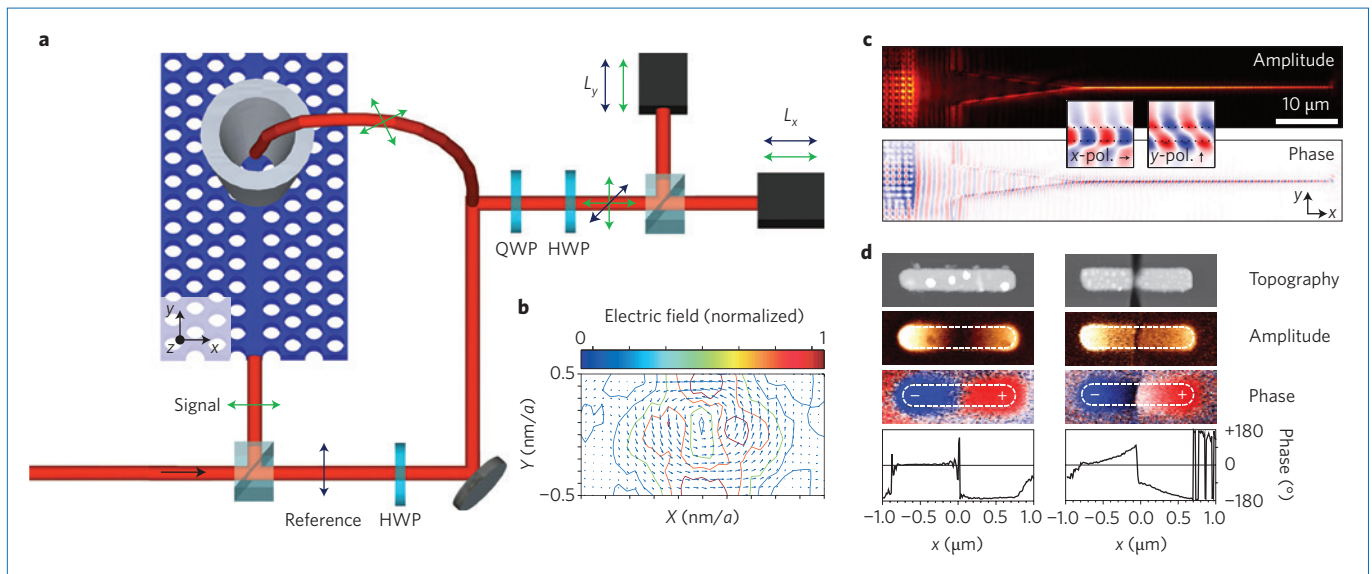 a
L_y
L_x
QWP HWP
y
z x
Signal
Reference HWP
b
Electric field (normalized)
0 1
0.5
Y (nm/a)
−0.5
X (nm/a)
c
Amplitude
10 μm
x-pol. → y-pol. ↑
Phase
y
x
d
Topography
Amplitude
− + − +
Phase
+180
0
−180
Phase (°)
−1.0 −0.5 0.0 0.5 1.0 −1.0 −0.5 0.0 0.5 1.0
x (μm) x (μm)